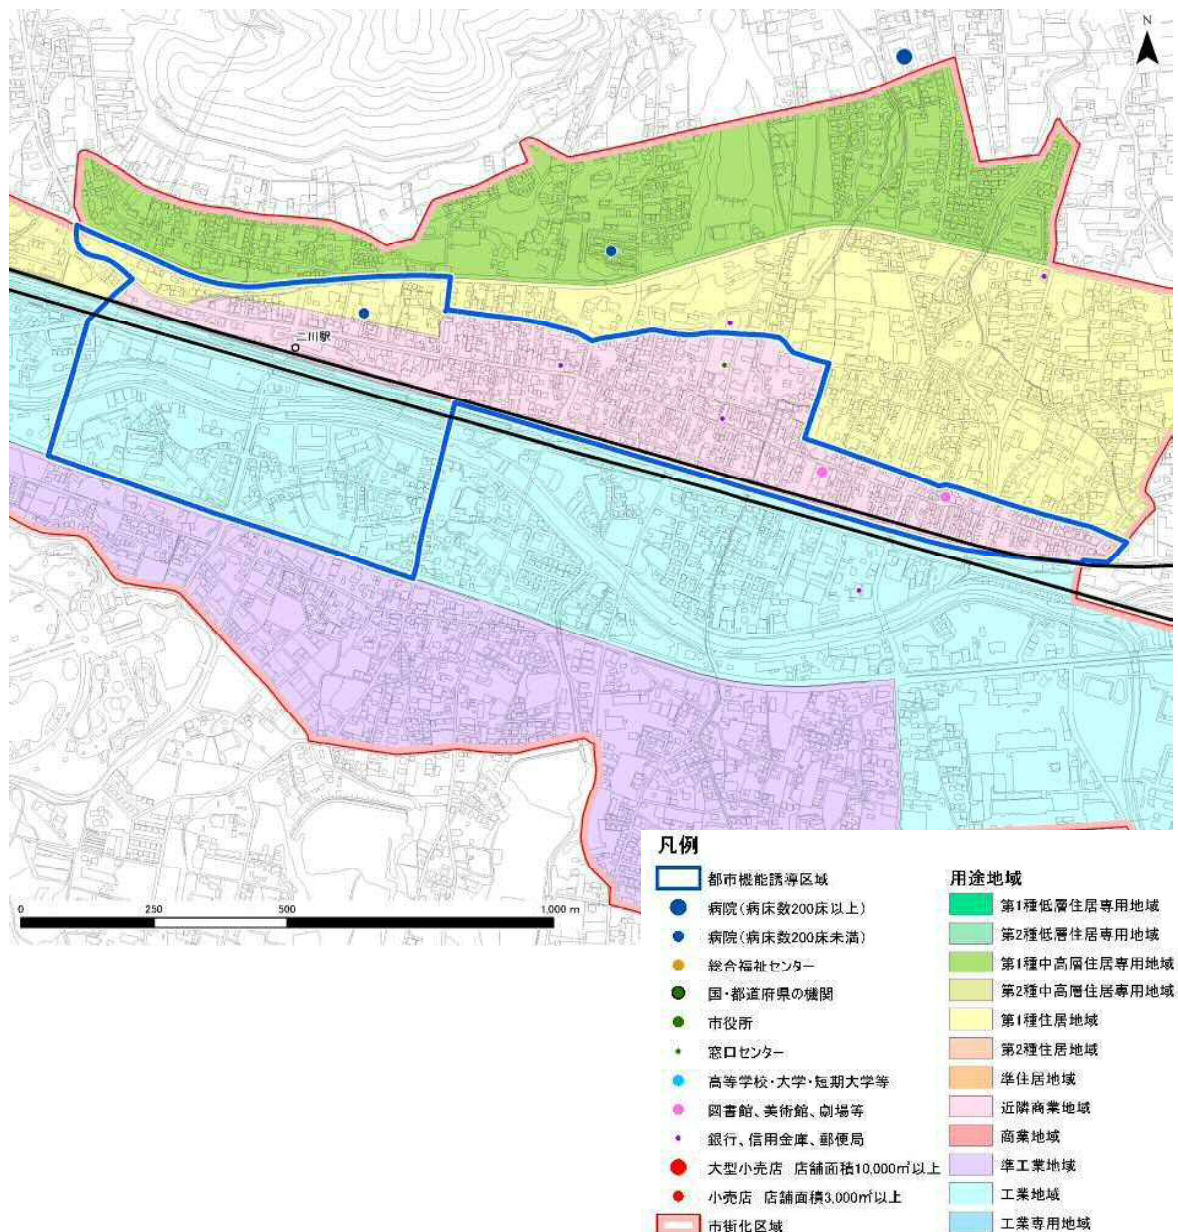 N
二川駅
0 250 500 1,000 m
凡例
都市機能誘導区域
病院(病床数200床以上)
病院(病床数200床未満)
総合福祉センター
国・都道府県の機関
市役所
窓口センター
高等学校・大学・短期大学等
図書館、美術館、劇場等
銀行、信用金庫、郵便局
大型小売店 店舗面積10,000㎡以上
小売店 店舗面積3,000㎡以上
市街化区域
用途地域
第1種低層住居専用地域
第2種低層住居専用地域
第1種中高層住居専用地域
第2種中高層住居専用地域
第1種住居地域
第2種住居地域
準住居地域
近隣商業地域
商業地域
準工業地域
工業地域
工業専用地域